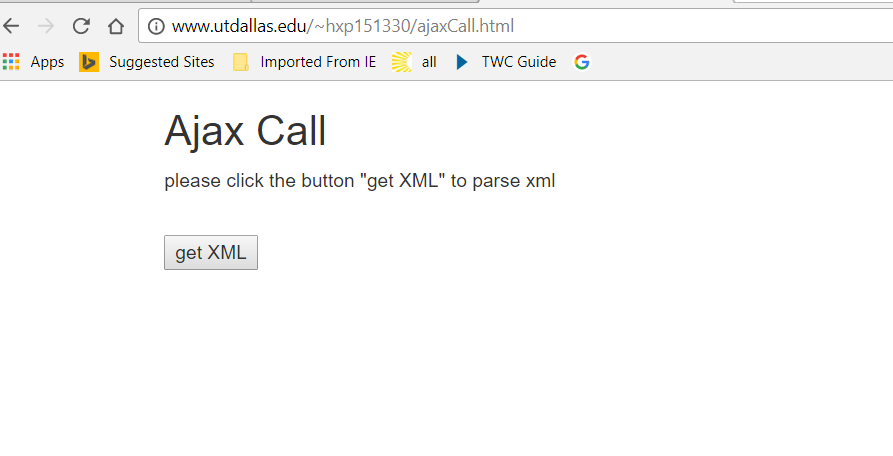 www.utdallas.edu/~hxp151330/ajaxCall.html
Apps Suggested Sites Imported From IE all TWC Guide
Ajax Call
please click the button "get XML" to parse xml
get XML